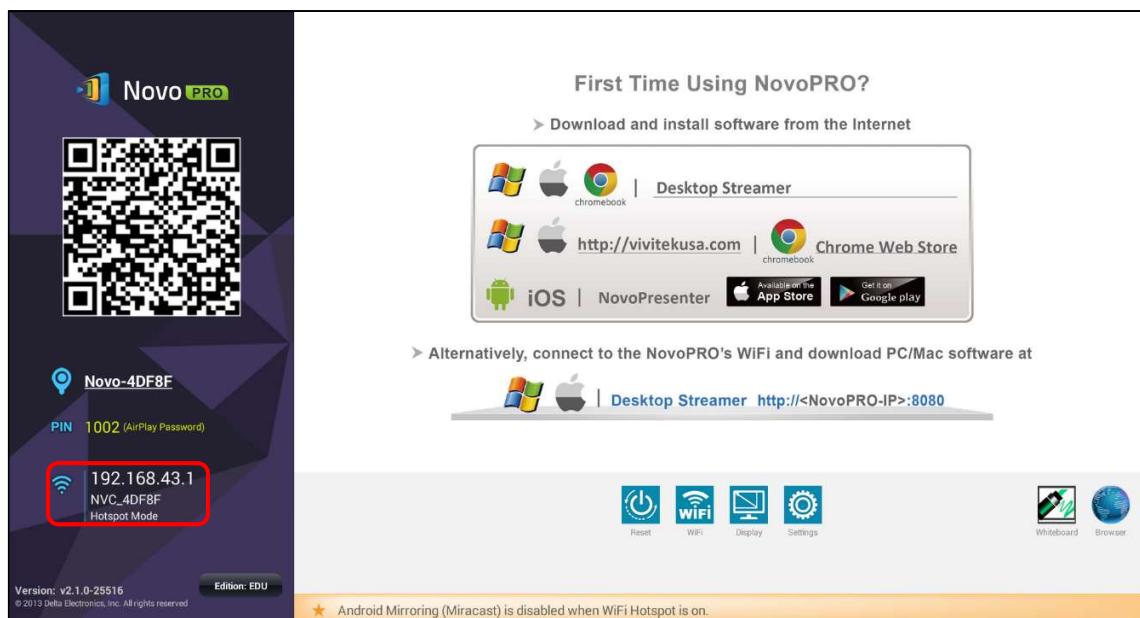 Novo PRO
Novo-4DF8F
PIN 1002 (AirPlay Password)
192.168.43.1
NVC_4DF8F
Hotspot Mode
Version: v2.1.0-25516
© 2013 Delta Electronics, Inc. All rights reserved
Edition: EDU
First Time Using NovoPRO?
➢ Download and install software from the Internet
chromebook | Desktop Streamer
http://vivitekusa.com | chromebook Chrome Web Store
iOS | NovoPresenter Available on the App Store Get it on Google play
➢ Alternatively, connect to the NovoPRO's WiFi and download PC/Mac software at
| Desktop Streamer http://<NovoPRO-IP>:8080
WiFi
Reset WiFi Display Settings Whiteboard Browser
★ Android Mirroring (Miracast) is disabled when WiFi Hotspot is on.